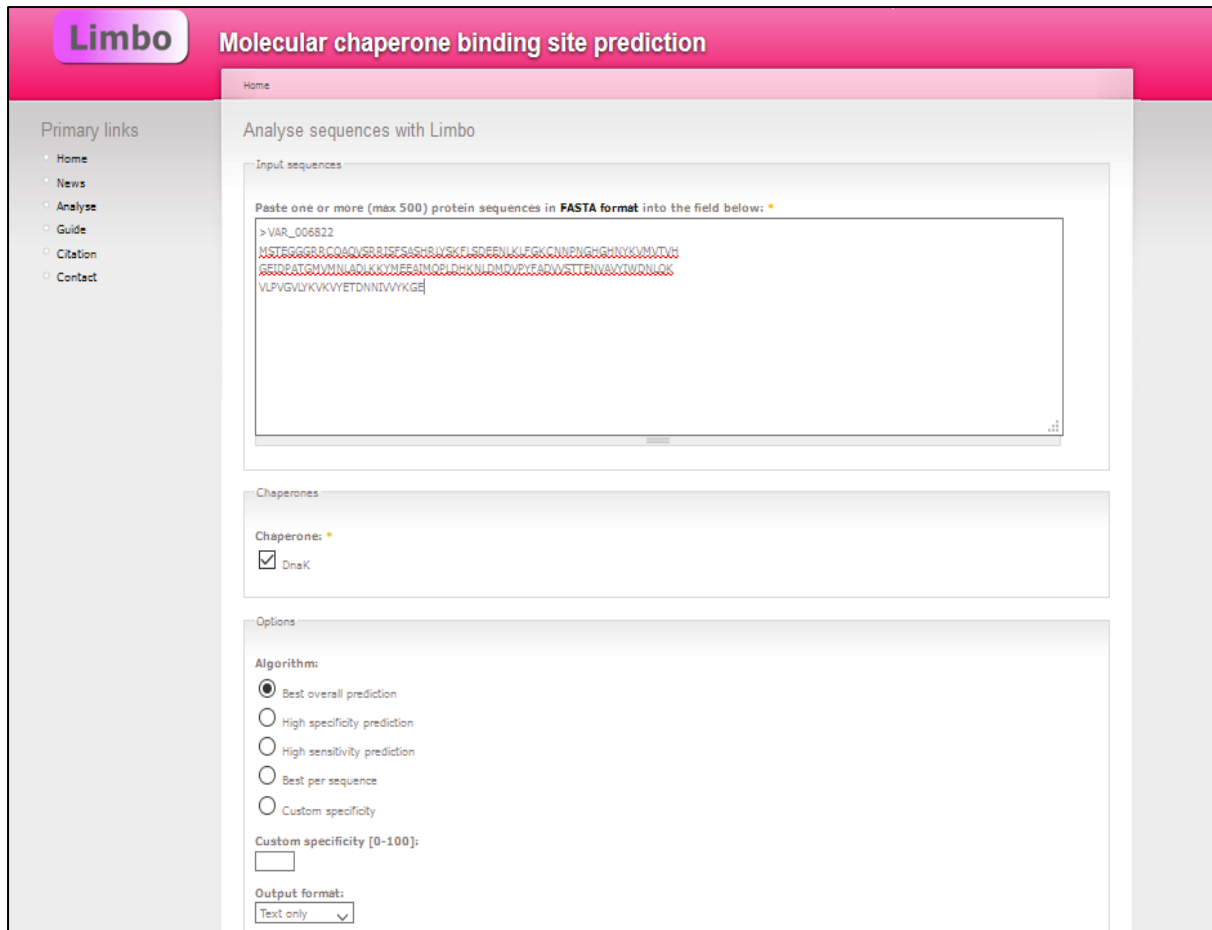 Limbo
Molecular chaperone binding site prediction
Home
Primary links
Home
News
Analyse
Guide
Citation
Contact
Analyse sequences with Limbo
Input sequences
Paste one or more (max 500) protein sequences in FASTA format into the field below: *
>VAR_006822
MSTEGGGRRCQAQVSRRISFSASHRLYSKFLSDEENLKLFGKCNNPNGHGHNYKVMVTVH
GEIDPATGMVMNLADLKKYMEEAIMQPLDHKNLDMDVPYFADVVSTTENVAVYIWDNLQK
VLPVGVLYKVKVYETDNNIVVYKGE
Chaperones
Chaperone: *
DnaK
Options
Algorithm:
Best overall prediction
High specificity prediction
High sensitivity prediction
Best per sequence
Custom specificity
Custom specificity [0-100]:
Output format:
Text only